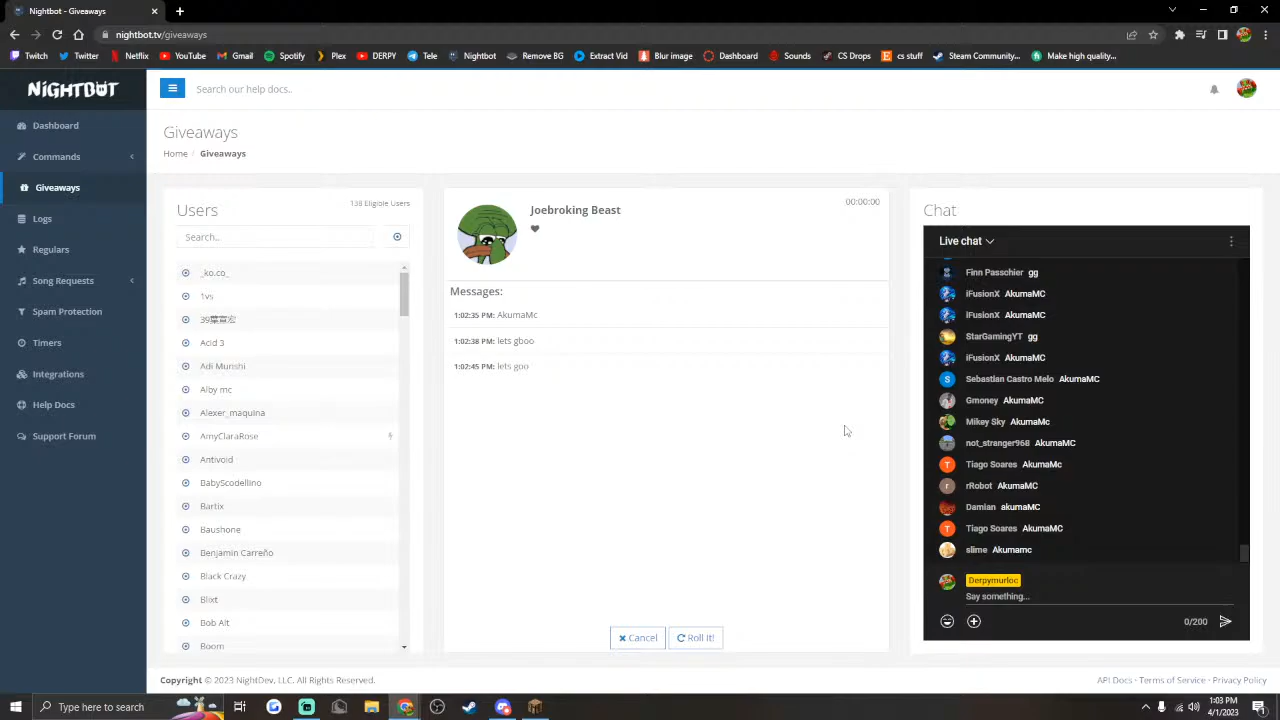 Nightbot - Giveaways
nightbot.tv/giveaways
Twitch
Twitter
Netflix
YouTube
Gmail
Spotify
Plex
DERPY
Tele
Nightbot
Remove BG
Extract Vid
Blur image
Dashboard
Sounds
CS Drops
cs stuff
Steam Community...
Make high quality...
NiGHTBOT
Search our help docs..
Dashboard
Commands
Giveaways
Logs
Regulars
Song Requests
Spam Protection
Timers
Integrations
Help Docs
Support Forum
Giveaways
Home / Giveaways
Users
138 Eligible Users
Search..
_ko.co_
1vs
Acid 3
Adi Munshi
Alby mc
Alexer_maquina
AmyClaraRose
Antivoid
BabyScodellino
Bartix
Baushone
Benjamin Carreño
Black Crazy
Blixt
Bob Alt
Boom
Joebroking Beast
00:00:00
Messages:
1:02:35 PM: AkumaMc
1:02:38 PM: lets gboo
1:02:45 PM: lets goo
Cancel
Roll It!
Chat
Live chat
Finn Passchier gg
iFusionX AkumaMC
iFusionX AkumaMC
StarGamingYT gg
iFusionX AkumaMC
S Sebastian Castro Melo AkumaMC
Gmoney AkumaMC
Mikey Sky AkumaMc
not_stranger968 AkumaMC
T Tiago Soares AkumaMc
r rRobot AkumaMC
Damian akumaMC
T Tiago Soares AkumaMC
slime Akumamc
Derpymurloc
Say something...
0/200
Copyright © 2023 NightDev, LLC. All Rights Reserved.
API Docs · Terms of Service · Privacy Policy
Type here to search
1:03 PM
4/1/2023